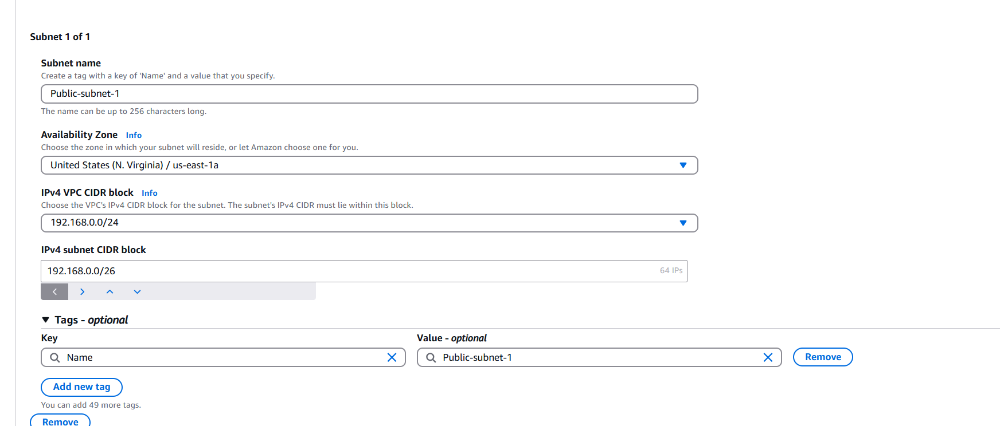 Subnet 1 of 1
Subnet name
Create a tag with a key of 'Name' and a value that you specify.
Public-subnet-1
The name can be up to 256 characters long.
Availability Zone Info
Choose the zone in which your subnet will reside, or let Amazon choose one for you.
United States (N. Virginia) / us-east-1a
IPv4 VPC CIDR block Info
Choose the VPC's IPv4 CIDR block for the subnet. The subnet's IPv4 CIDR must lie within this block.
192.168.0.0/24
IPv4 subnet CIDR block
192.168.0.0/26 64 IPs
Tags - optional
Key Value - optional
Name Public-subnet-1 Remove
Add new tag
You can add 49 more tags.
Remove